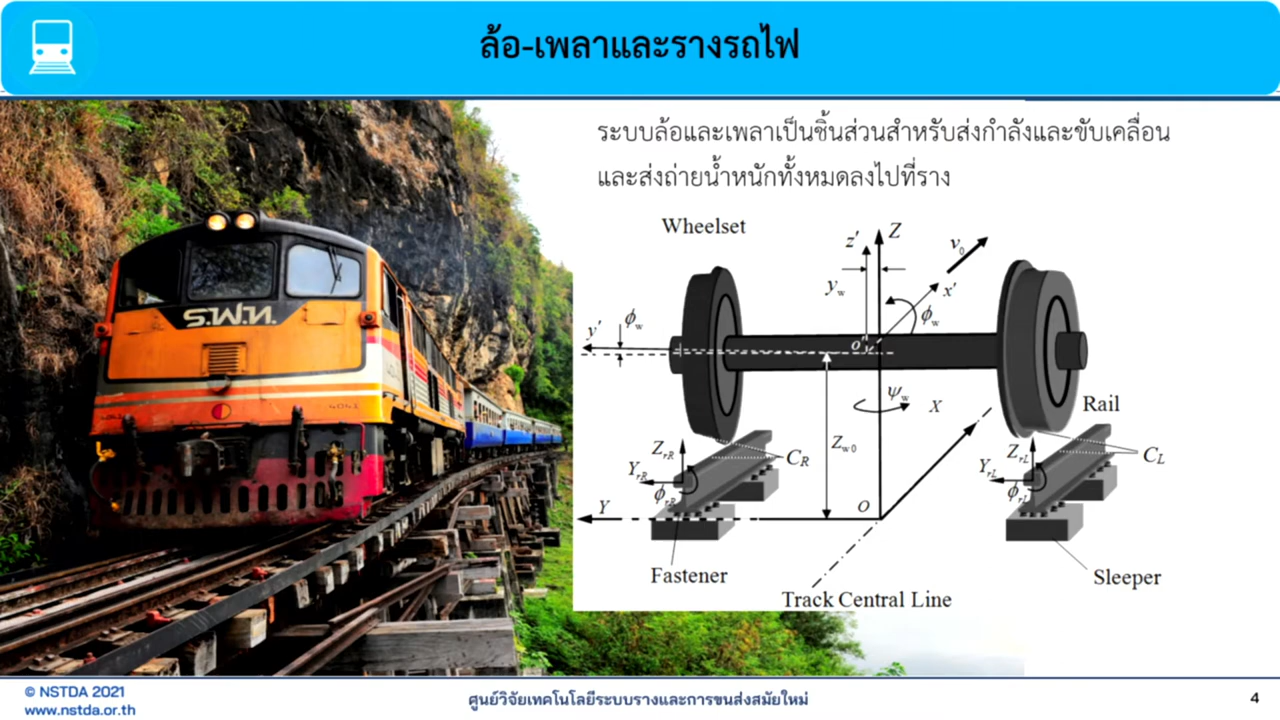 ล้อ-เพลาและรางรถไฟ
ระบบล้อและเพลาเป็นชิ้นส่วนสำหรับส่งกำลังและขับเคลื่อน
และส่งถ่ายน้ำหนักทั้งหมดลงไปที่ราง
ร.ฟ.ท.
4041
Wheelset
z' Z v₀
y_w x'
y' ϕ_w ϕ_w
o'
ψ_w X
Z_w0
Rail
Z_rR C_R Z_rL C_L
Y_rR Y_rL
ϕ_rR ϕ_rL
Y O
Fastener
Sleeper
Track Central Line
© NSTDA 2021
www.nstda.or.th
ศูนย์วิจัยเทคโนโลยีระบบรางและการขนส่งสมัยใหม่
4